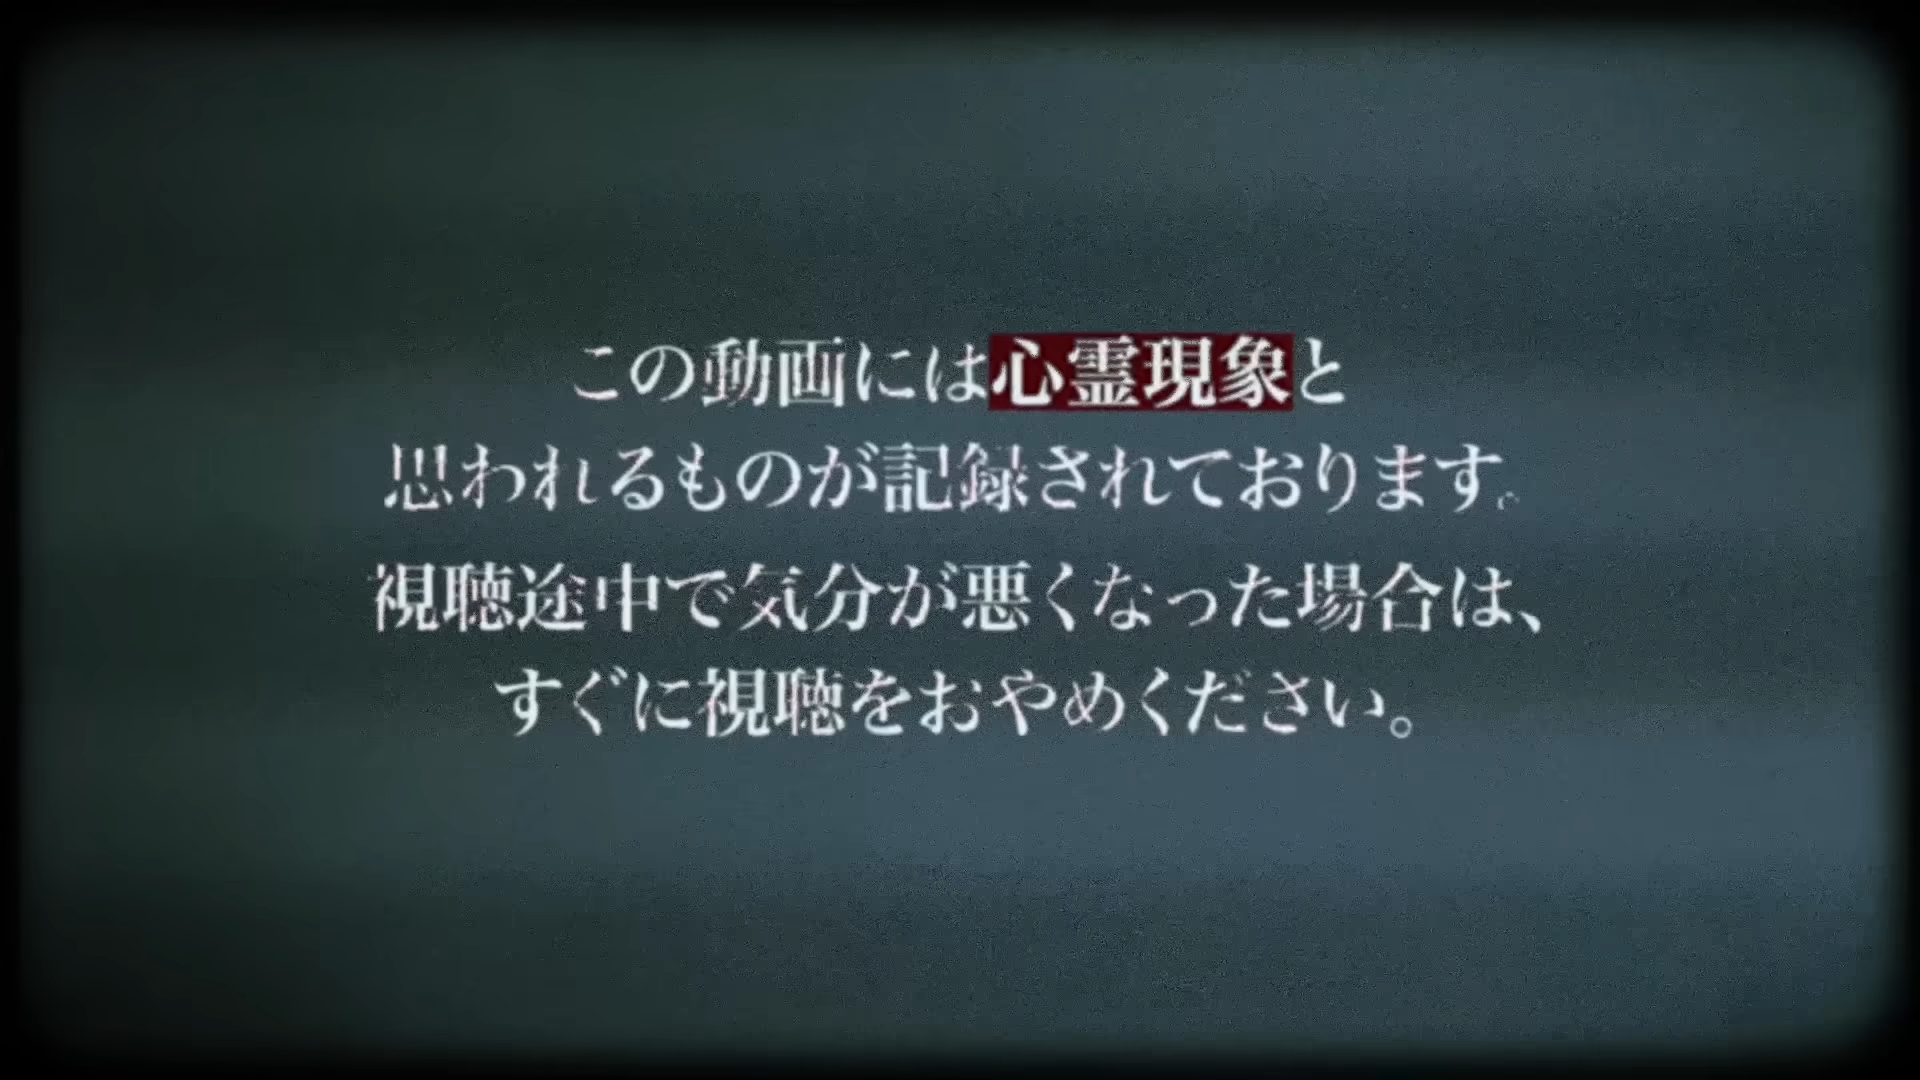 この動画には心霊現象と
思われるものが記録されております。
視聴途中で気分が悪くなった場合は、
すぐに視聴をおやめください。